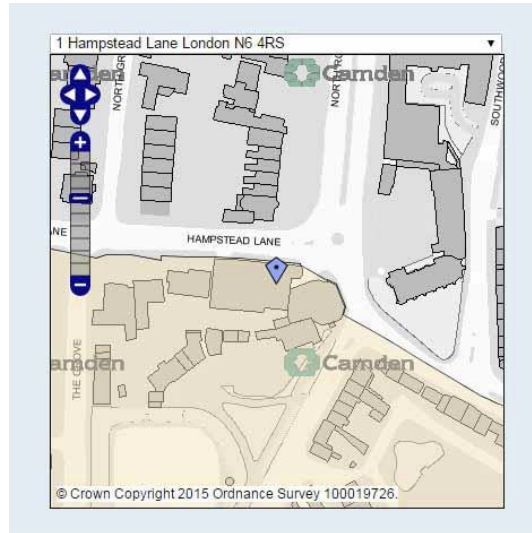 1 Hampstead Lane London N6 4RS
Camden
HAMPSTEAD LANE
THE GROVE
Camden
© Crown Copyright 2015 Ordnance Survey 100019726.